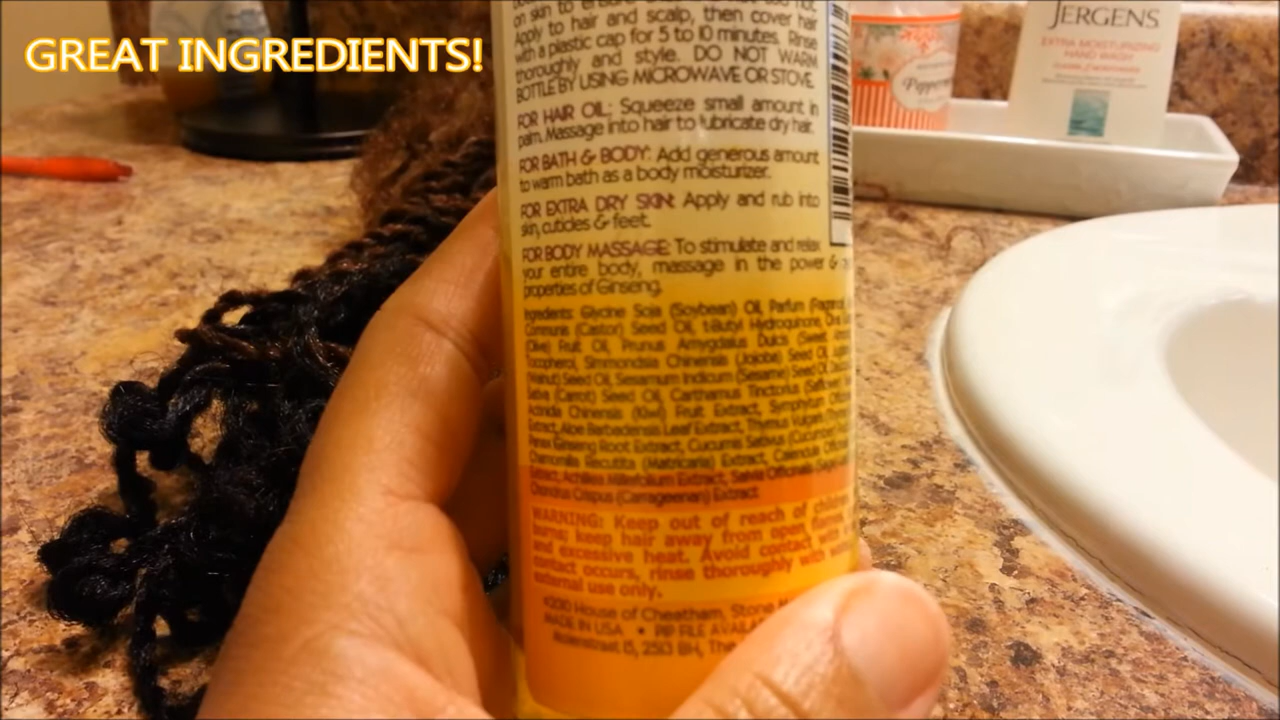 GREAT INGREDIENTS!
on skin to ensure
Apply to hair and scalp, then cover hair
with a plastic cap for 5 to 10 minutes. Rinse
thoroughly and style. DO NOT WARM
BOTTLE BY USING MICROWAVE OR STOVE.
FOR HAIR OIL: Squeeze small amount in
palm. Massage into hair to lubricate dry hair.
FOR BATH & BODY: Add generous amount
to warm bath as a body moisturizer.
FOR EXTRA DRY SKIN: Apply and rub into
skin, cuticles & feet.
FOR BODY MASSAGE: To stimulate and relax
your entire body, massage in the power &
properties of Ginseng.
Ingredients: Glycine Soja (Soybean) Oil, Parfum
Communis (Castor) Seed Oil, t-Butyl Hydroquinone,
(Olive) Fruit Oil, Prunus Amygdalus Dulcis (Sweet
Tocopherol, Simmondsia Chinensis (Jojoba) Seed Oil,
(Walnut) Seed Oil, Sesamum Indicum (Sesame) Seed Oil,
Sativa (Carrot) Seed Oil, Carthamus Tinctorius (Safflower)
Actinidia Chinensis (Kiwi) Fruit Extract,
Extract, Aloe Barbadensis Leaf Extract, Thymus Vulgaris
Panax Ginseng Root Extract, Cucumis Sativus (Cucumber)
Chamomilla Recutita (Matricaria) Extract, Calendula
Extract, Achillea Millefolium Extract, Salvia Officinalis
Chondrus Crispus (Carrageenan) Extract
WARNING: Keep out of reach of children
burns; keep hair away from open flame
and excessive heat. Avoid contact with
contact occurs, rinse thoroughly with
external use only.
House of Cheatham, Stone
MADE IN USA • PIP FILE
2513 BH, The
JERGENS
EXTRA MOISTURIZING
HAND WASH
Peppermint